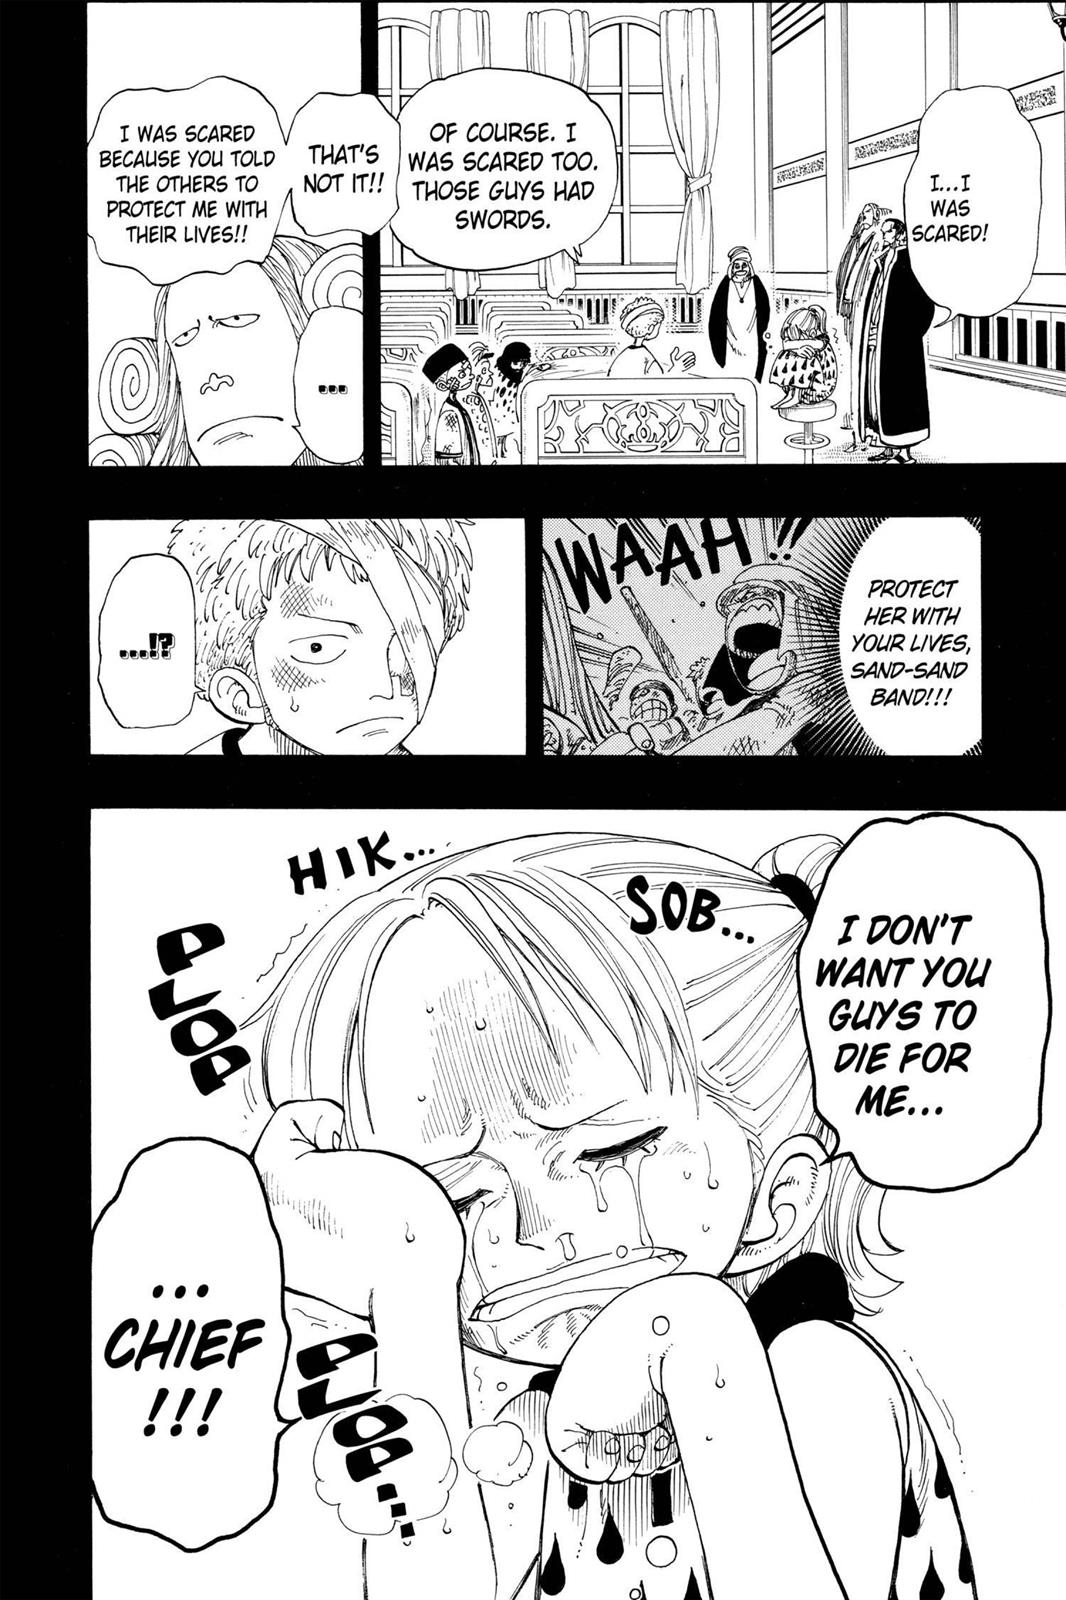 I...I
WAS
SCARED!
OF COURSE. I
WAS SCARED TOO.
THOSE GUYS HAD
SWORDS.
THAT'S
NOT IT!!
I WAS SCARED
BECAUSE YOU TOLD
THE OTHERS TO
PROTECT ME WITH
THEIR LIVES!!
...
PROTECT
HER WITH
YOUR LIVES,
SAND-SAND
BAND!!!
WAAH!!
...!?
I DON'T
WANT YOU
GUYS TO
DIE FOR
ME...
SOB...
HIK...
PLOP
PLOP...
...
CHIEF
!!!